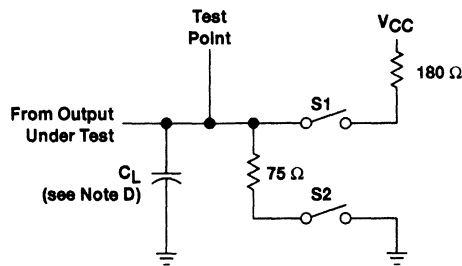 Test
Point
VCC
180 Ω
S1
From Output
Under Test
CL
(see Note D)
75 Ω
S2